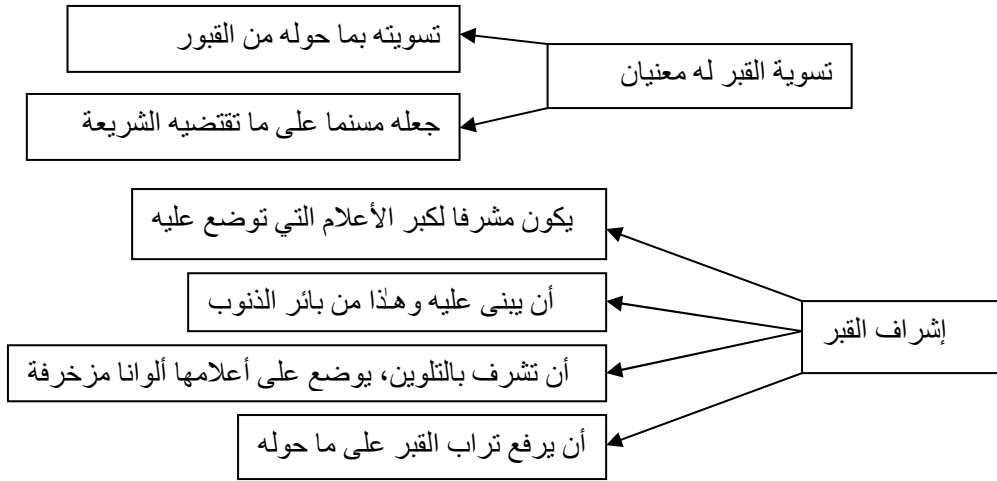 تسوية القبر له معنيان
تسويته بما حوله من القبور
جعله مسنما على ما تقتضيه الشريعة
إشراف القبر
يكون مشرفا لكبر الأعلام التي توضع عليه
أن يبنى عليه وهـٰذا من بائر الذنوب
أن تشرف بالتلوين، يوضع على أعلامها ألوانا مزخرفة
أن يرفع تراب القبر على ما حوله